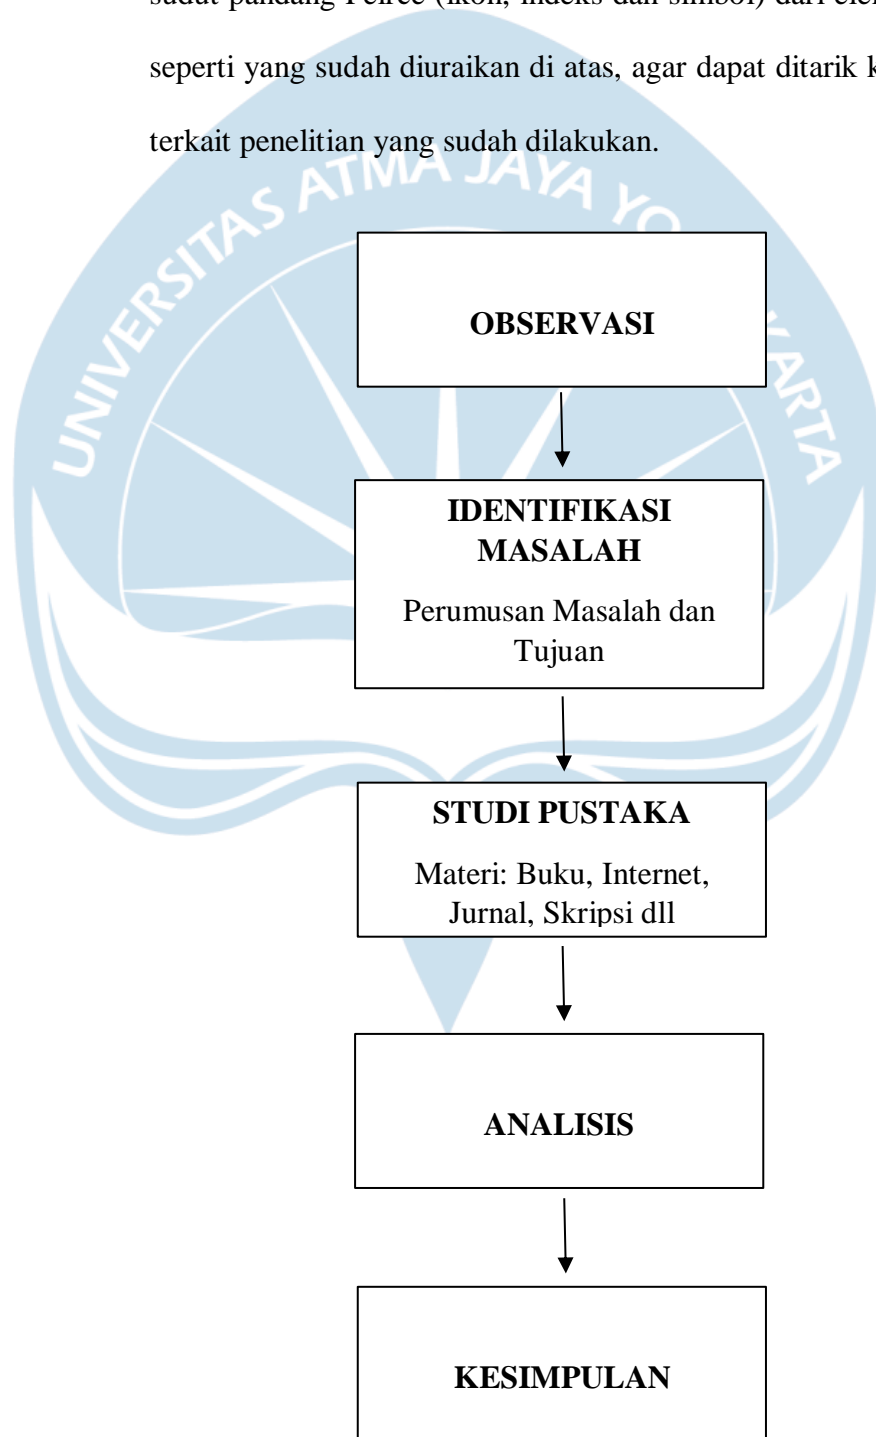 sudut pandang Peirce (ikon, indeks dan simbol) dari
seperti yang sudah diuraikan di atas, agar dapat ditarik
terkait penelitian yang sudah dilakukan.
UNIVERSITAS ATMA JAYA YO KARTA
OBSERVASI
IDENTIFIKASI
MASALAH
Perumusan Masalah dan
Tujuan
STUDI PUSTAKA
Materi: Buku, Internet,
Jurnal, Skripsi dll
ANALISIS
KESIMPULAN